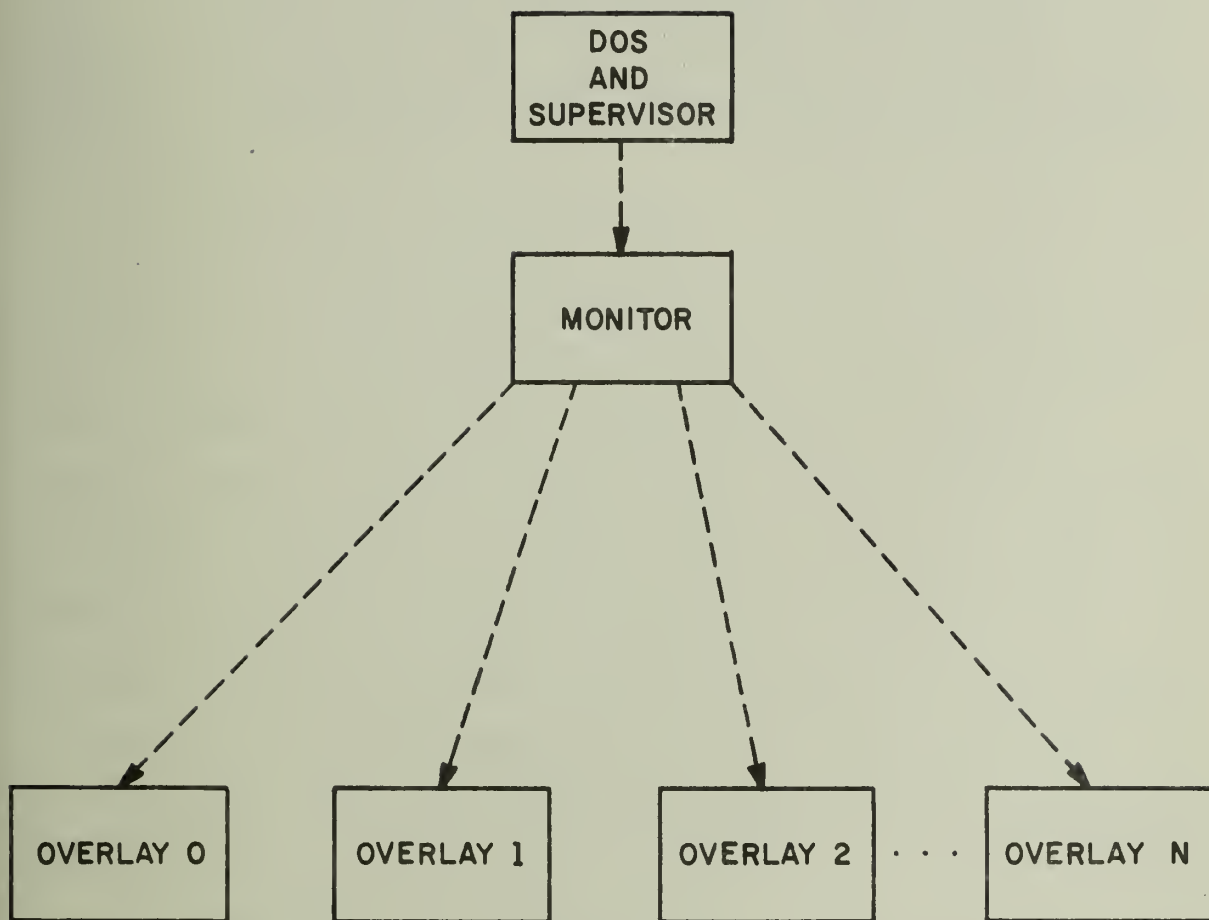 DOS
AND
SUPERVISOR
MONITOR
OVERLAY 0 OVERLAY 1 OVERLAY 2 . . . OVERLAY N